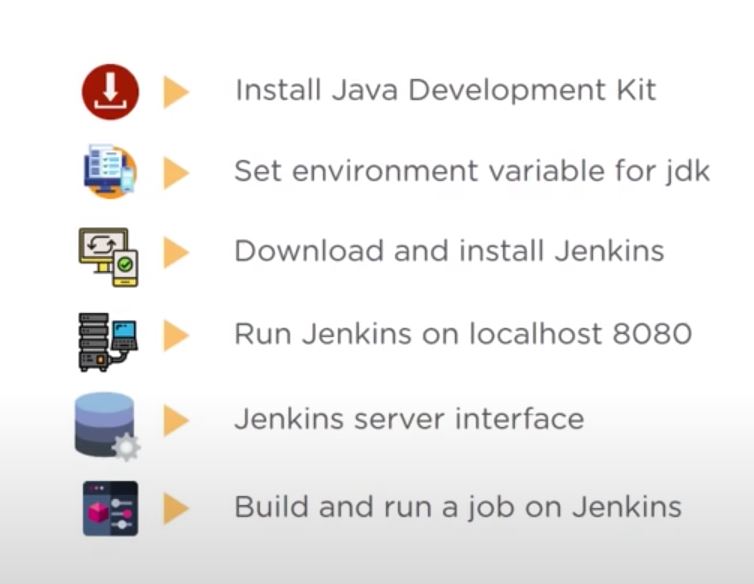 Install Java Development Kit
Set environment variable for jdk
Download and install Jenkins
Run Jenkins on localhost 8080
Jenkins server interface
Build and run a job on Jenkins